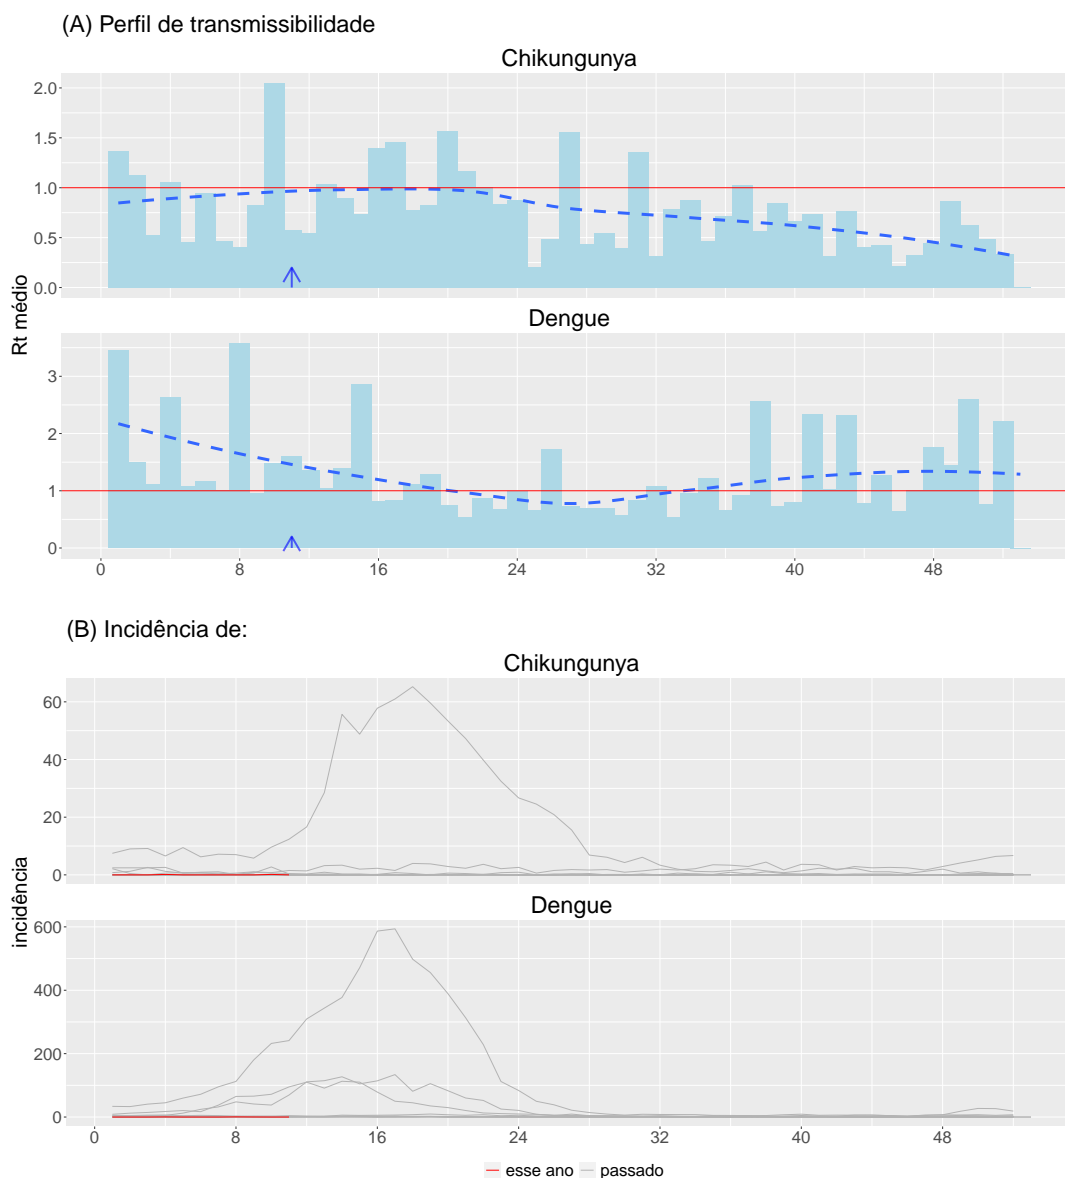 (A) Perfil de transmissibilidade
Chikungunya
2.0
1.5
1.0
0.5
0.0
Rt médio
Dengue
3
2
1
0
0 8 16 24 32 40 48
(B) Incidência de:
Chikungunya
60
40
20
0
incidência
Dengue
600
400
200
0
0 8 16 24 32 40 48
esse ano passado